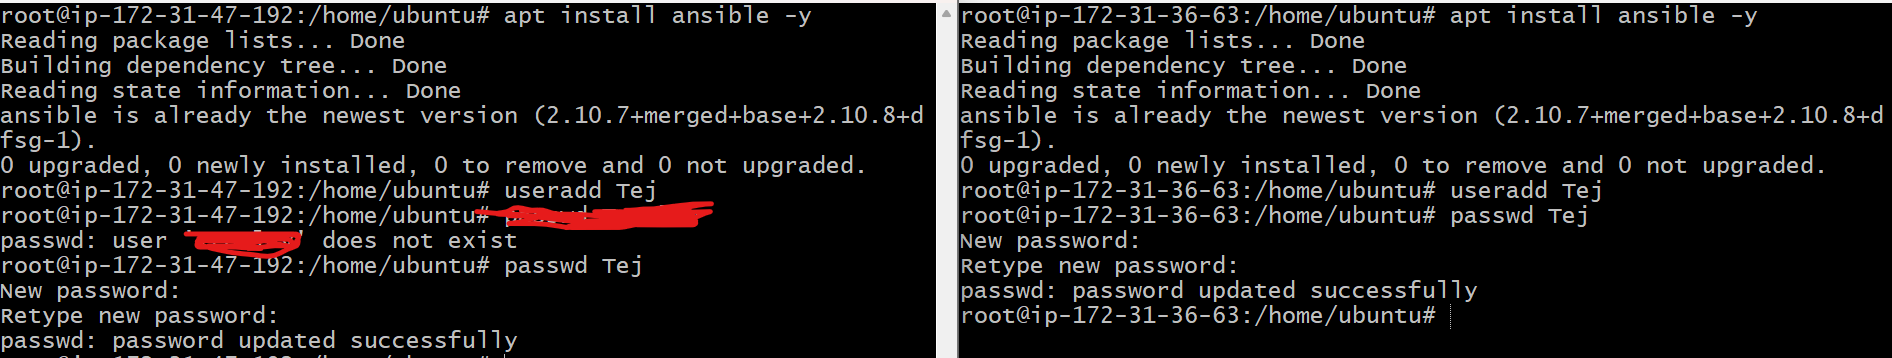 root@ip-172-31-47-192:/home/ubuntu# apt install ansible -y
Reading package lists... Done
Building dependency tree... Done
Reading state information... Done
ansible is already the newest version (2.10.7+merged+base+2.10.8+d
fsg-1).
0 upgraded, 0 newly installed, 0 to remove and 0 not upgraded.
root@ip-172-31-47-192:/home/ubuntu# useradd Tej
root@ip-172-31-47-192:/home/ubuntu#
passwd: user ' does not exist
root@ip-172-31-47-192:/home/ubuntu# passwd Tej
New password:
Retype new password:
passwd: password updated successfully
root@ip-172-31-36-63:/home/ubuntu# apt install ansible -y
Reading package lists... Done
Building dependency tree... Done
Reading state information... Done
ansible is already the newest version (2.10.7+merged+base+2.10.8+d
fsg-1).
0 upgraded, 0 newly installed, 0 to remove and 0 not upgraded.
root@ip-172-31-36-63:/home/ubuntu# useradd Tej
root@ip-172-31-36-63:/home/ubuntu# passwd Tej
New password:
Retype new password:
passwd: password updated successfully
root@ip-172-31-36-63:/home/ubuntu#